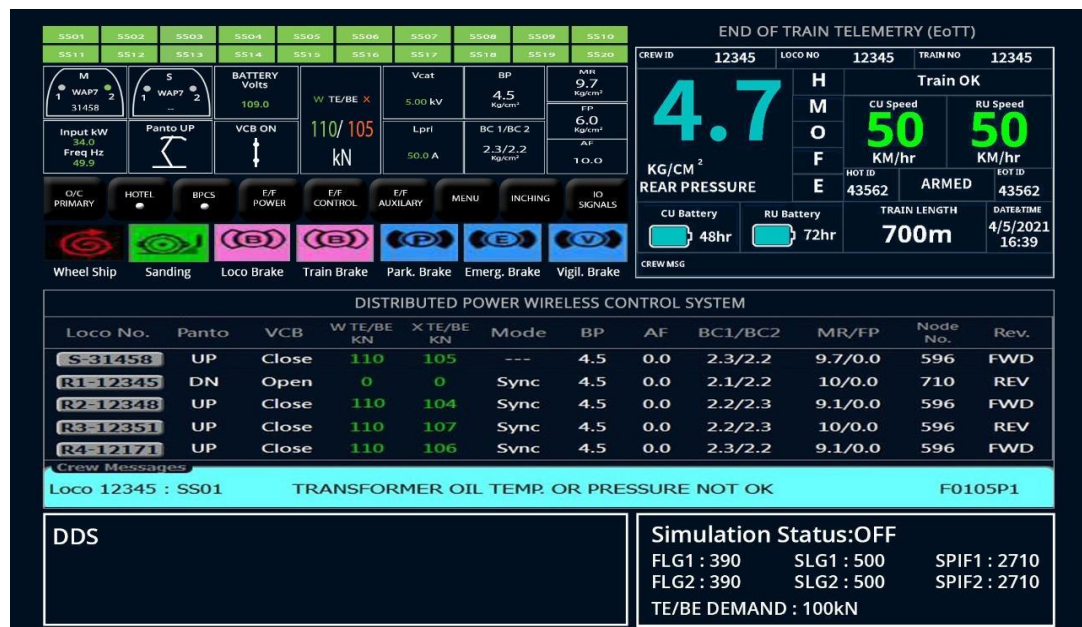 SS01 SS02 SS03 SS04 SS05 SS06 SS07 SS08 SS09 SS10
SS11 SS12 SS13 SS14 SS15 SS16 SS17 SS18 SS19 SS20
M
1 WAP7 2
31458
S
1 WAP7 2
--
BATTERY
Volts
109.0
W TE/BE X
110/ 105
kN
Vcat
5.00 kV
BP
4.5
Kg/cm²
MR
9.7
Kg/cm²
FP
6.0
Kg/cm²
AF
10.0
Input kW
34.0
Freq Hz
49.9
Panto UP
VCB ON
Lpri
50.0 A
BC 1/BC 2
2.3/2.2
Kg/cm²
O/C PRIMARY
HOTEL
BPCS
E/F POWER
E/F CONTROL
E/F AUXILARY
MENU
INCHING
IO SIGNALS
B B P E V
Wheel Ship Sanding Loco Brake Train Brake Park. Brake Emerg. Brake Vigil. Brake
END OF TRAIN TELEMETRY (EoTT)
CREW ID 12345 LOCO NO 12345 TRAIN NO 12345
4.7
KG/CM²
REAR PRESSURE
H
M
O
F
E
Train OK
CU Speed
50
KM/hr
RU Speed
50
KM/hr
HOT ID
43562
ARMED
EOT ID
43562
CU Battery
48hr
RU Battery
72hr
TRAIN LENGTH
700m
DATE&TIME
4/5/2021
16:39
CREW MSG
DISTRIBUTED POWER WIRELESS CONTROL SYSTEM
Loco No. Panto VCB W TE/BE KN X TE/BE KN Mode BP AF BC1/BC2 MR/FP Node No. Rev.
S-31458 UP Close 110 105 --- 4.5 0.0 2.3/2.2 9.7/0.0 596 FWD
R1-12345 DN Open 0 0 Sync 4.5 0.0 2.1/2.2 10/0.0 710 REV
R2-12348 UP Close 110 104 Sync 4.5 0.0 2.2/2.3 9.1/0.0 596 FWD
R3-12351 UP Close 110 107 Sync 4.5 0.0 2.2/2.3 10/0.0 596 REV
R4-12171 UP Close 110 106 Sync 4.5 0.0 2.3/2.2 9.1/0.0 596 FWD
Crew Messages
Loco 12345 : SS01 TRANSFORMER OIL TEMP. OR PRESSURE NOT OK F0105P1
DDS
Simulation Status:OFF
FLG1 : 390 SLG1 : 500 SPIF1 : 2710
FLG2 : 390 SLG2 : 500 SPIF2 : 2710
TE/BE DEMAND : 100kN